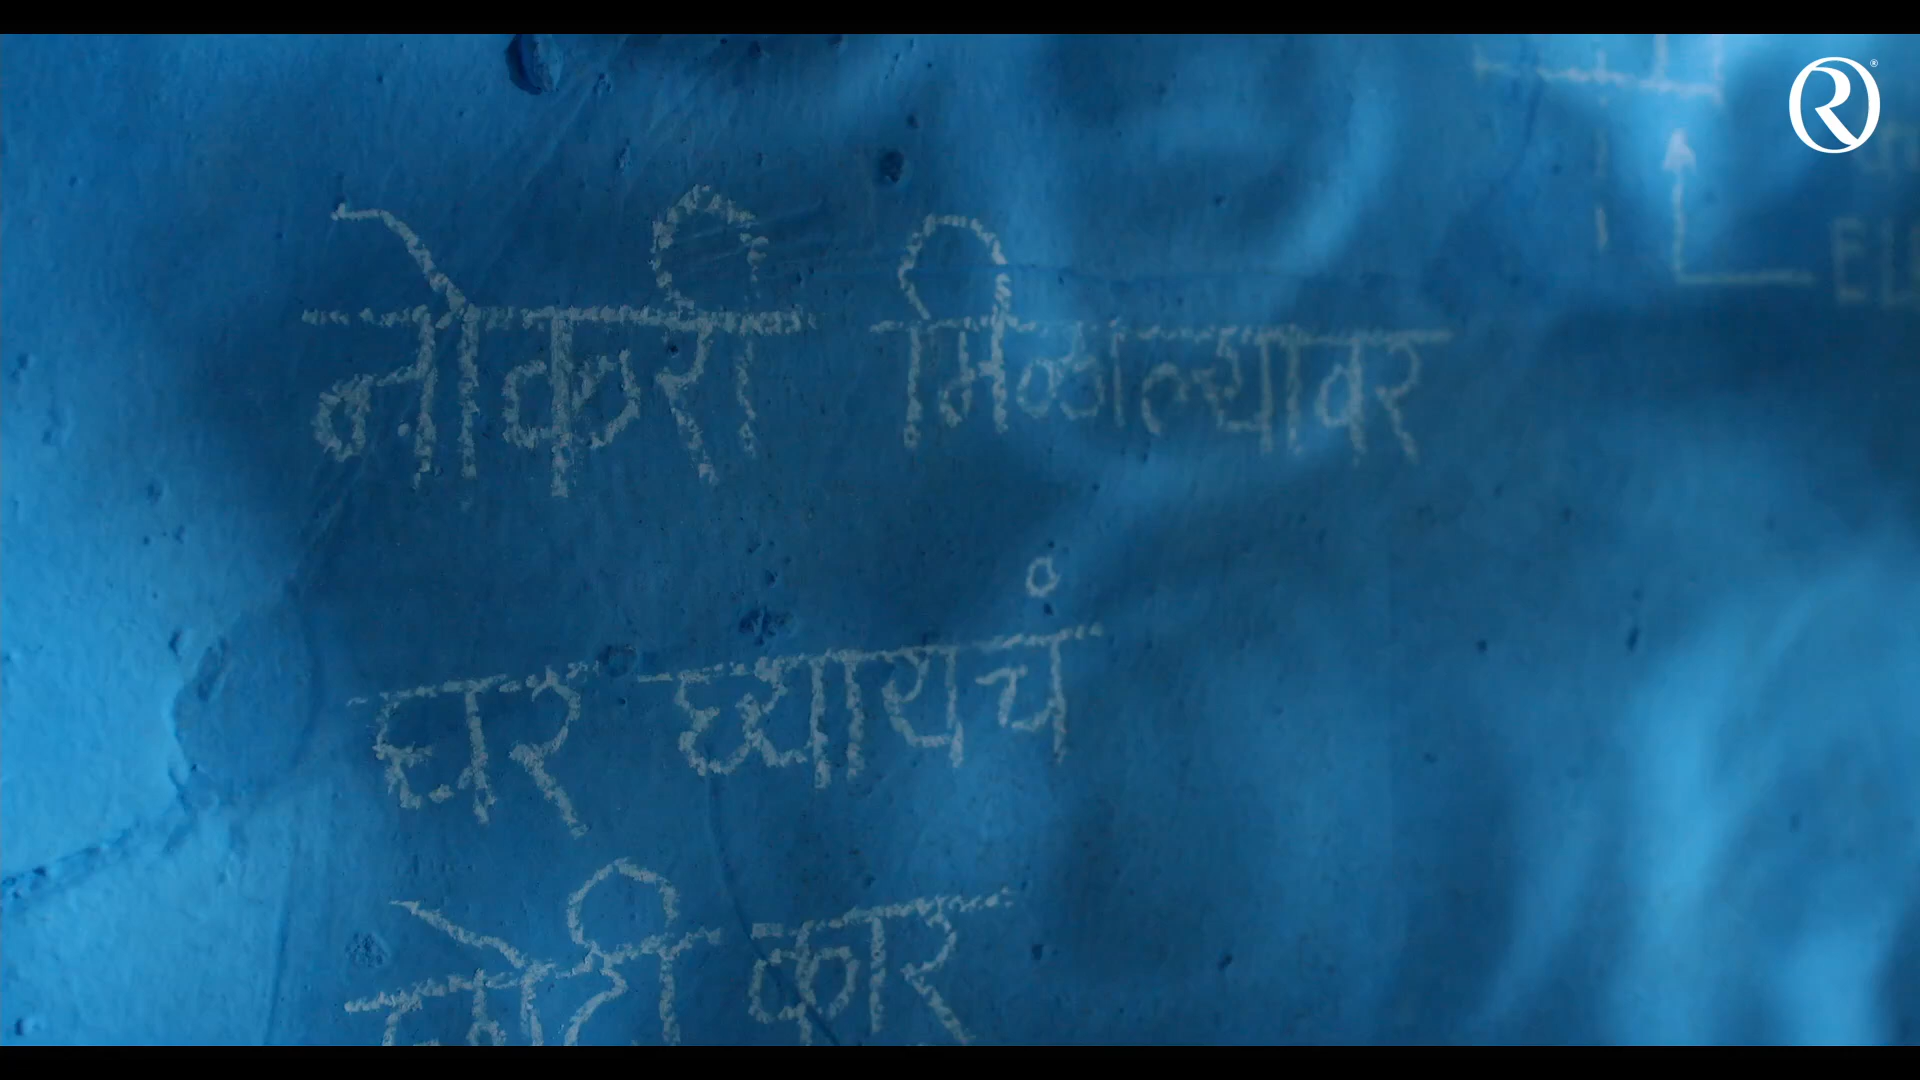 नोकरी मिळाल्यावर
घर घ्यायचं
कार